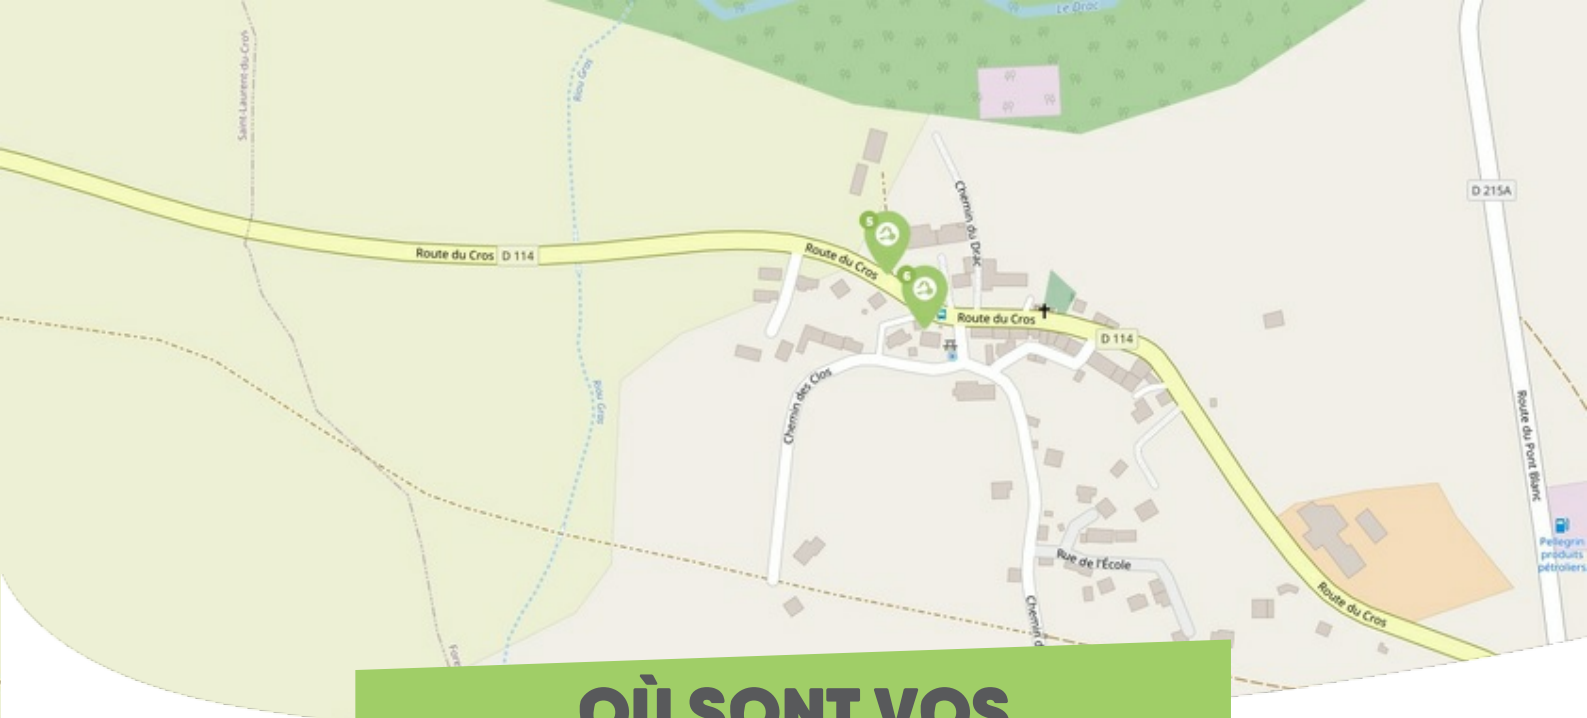 Le Drac
Saint-Laurent-du-Cros
Riou Gros
D 215A
Chemin du Drac
5
Route du Cros
D 114
Route du Cros
6
Route du Cros
D 114
Chemin des Clos
Riou Gros
Route du Pont Blanc
Pellegrin
produits
pétroliers
Rue de l'École
Route du Cros
Chemin d
Fore
OÙ SONT VOS